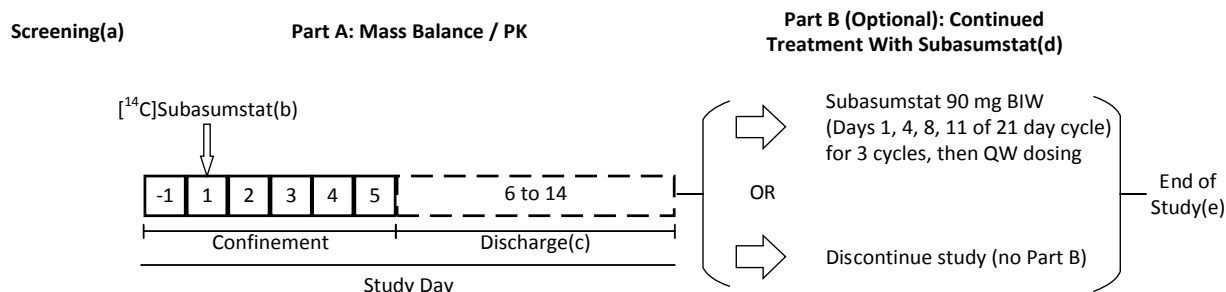 Screening(a)
Part A: Mass Balance / PK
Part B (Optional): Continued
Treatment With Subasumstat(d)
[¹⁴C]Subasumstat(b)
-1 1 2 3 4 5 6 to 14
Confinement Discharge(c)
Study Day
Subasumstat 90 mg BIW
(Days 1, 4, 8, 11 of 21 day cycle)
for 3 cycles, then QW dosing
OR
Discontinue study (no Part B)
End of
Study(e)